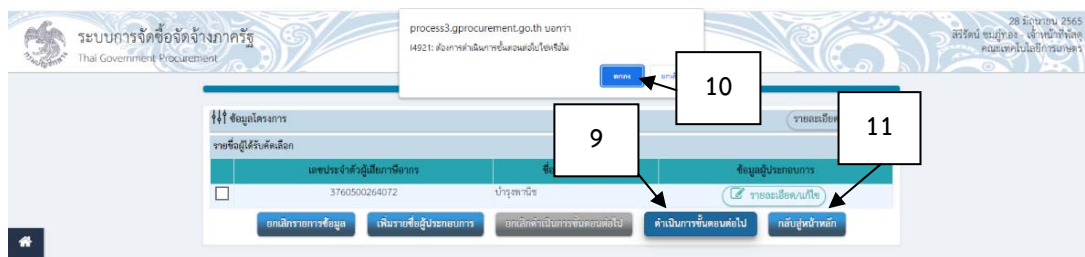 ระบบการจัดซื้อจัดจ้างภาครัฐ
Thai Government Procurement
process3.gprocurement.go.th บอกว่า
I4921: ต้องการดำเนินการขั้นตอนต่อไปใช่หรือไม่
ตกลง
28 มิถุนายน 2565
สิริรัตน์ ชมภูทอง - เจ้าหน้าที่พัสดุ
คณะเทคโนโลยีการเกษตร
10
ข้อมูลโครงการ
รายละเอียด
9
11
รายชื่อผู้ได้รับคัดเลือก
เลขประจำตัวผู้เสียภาษีอากร
ข้อมูลผู้ประกอบการ
3760500264072
บำรุงพานิช
รายละเอียด/แก้ไข
ยกเลิกรายการข้อมูล
เพิ่มรายชื่อผู้ประกอบการ
ยกเลิกดำเนินการขั้นตอนต่อไป
ดำเนินการขั้นตอนต่อไป
กลับสู่หน้าหลัก